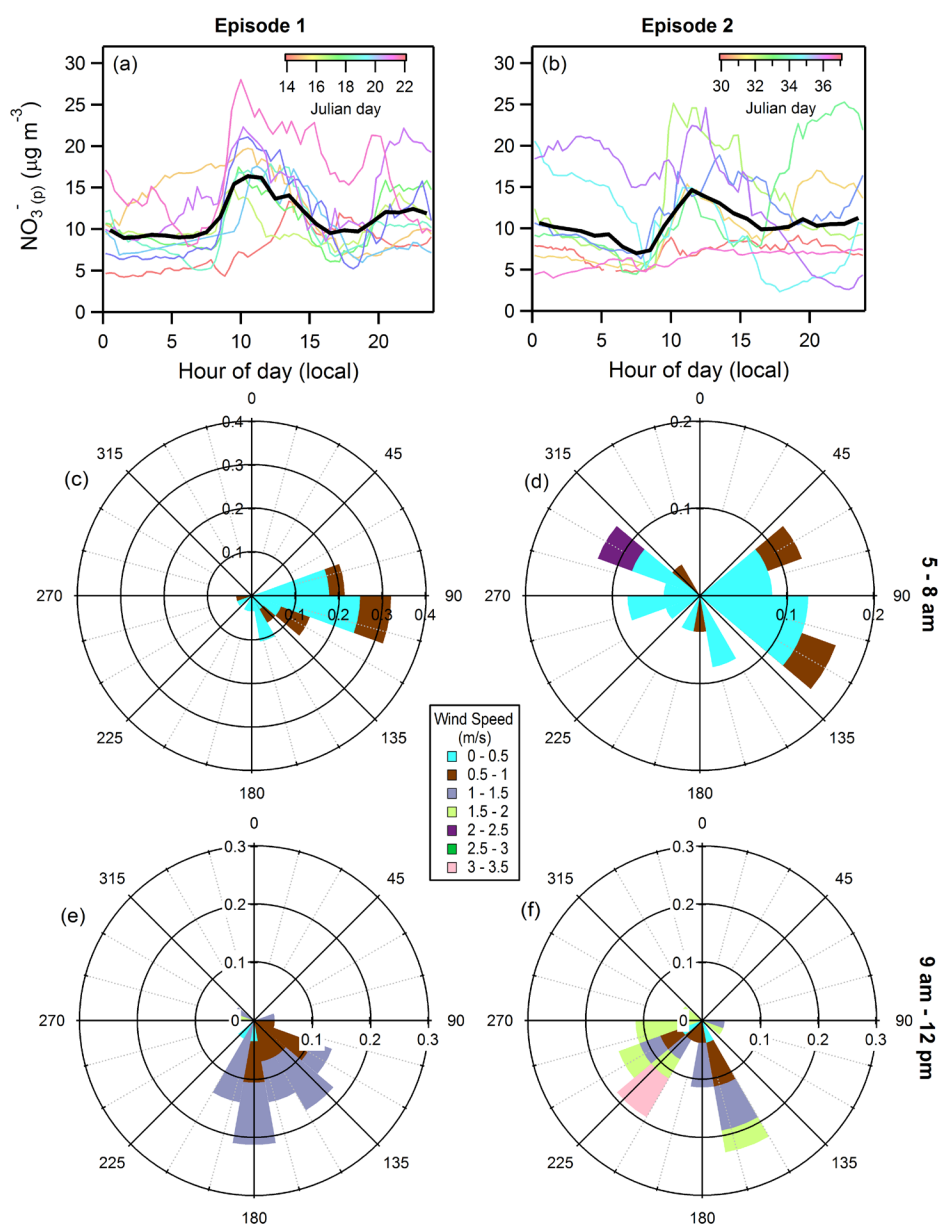 Episode 1
Episode 2
(a)
14 16 18 20 22
Julian day
30
25
20
15
10
5
0
NO3⁻(p) (μg m⁻³)
0 5 10 15 20
Hour of day (local)
(b)
30 32 34 36
Julian day
30
25
20
15
10
5
0
0 5 10 15 20
Hour of day (local)
(c)
0
45
90
135
180
225
270
315
0.4
0.3
0.2
0.1
0.1 0.2 0.3 0.4
(d)
0
45
90
135
180
225
270
315
0.2
0.1
0.1 0.2
5 - 8 am
Wind Speed
(m/s)
0 - 0.5
0.5 - 1
1 - 1.5
1.5 - 2
2 - 2.5
2.5 - 3
3 - 3.5
(e)
0
45
90
135
180
225
270
315
0.3
0.2
0.1
0 0.1 0.2 0.3
(f)
0
45
90
135
180
225
270
315
0.3
0.2
0.1
0 0.1 0.2 0.3
9 am - 12 pm